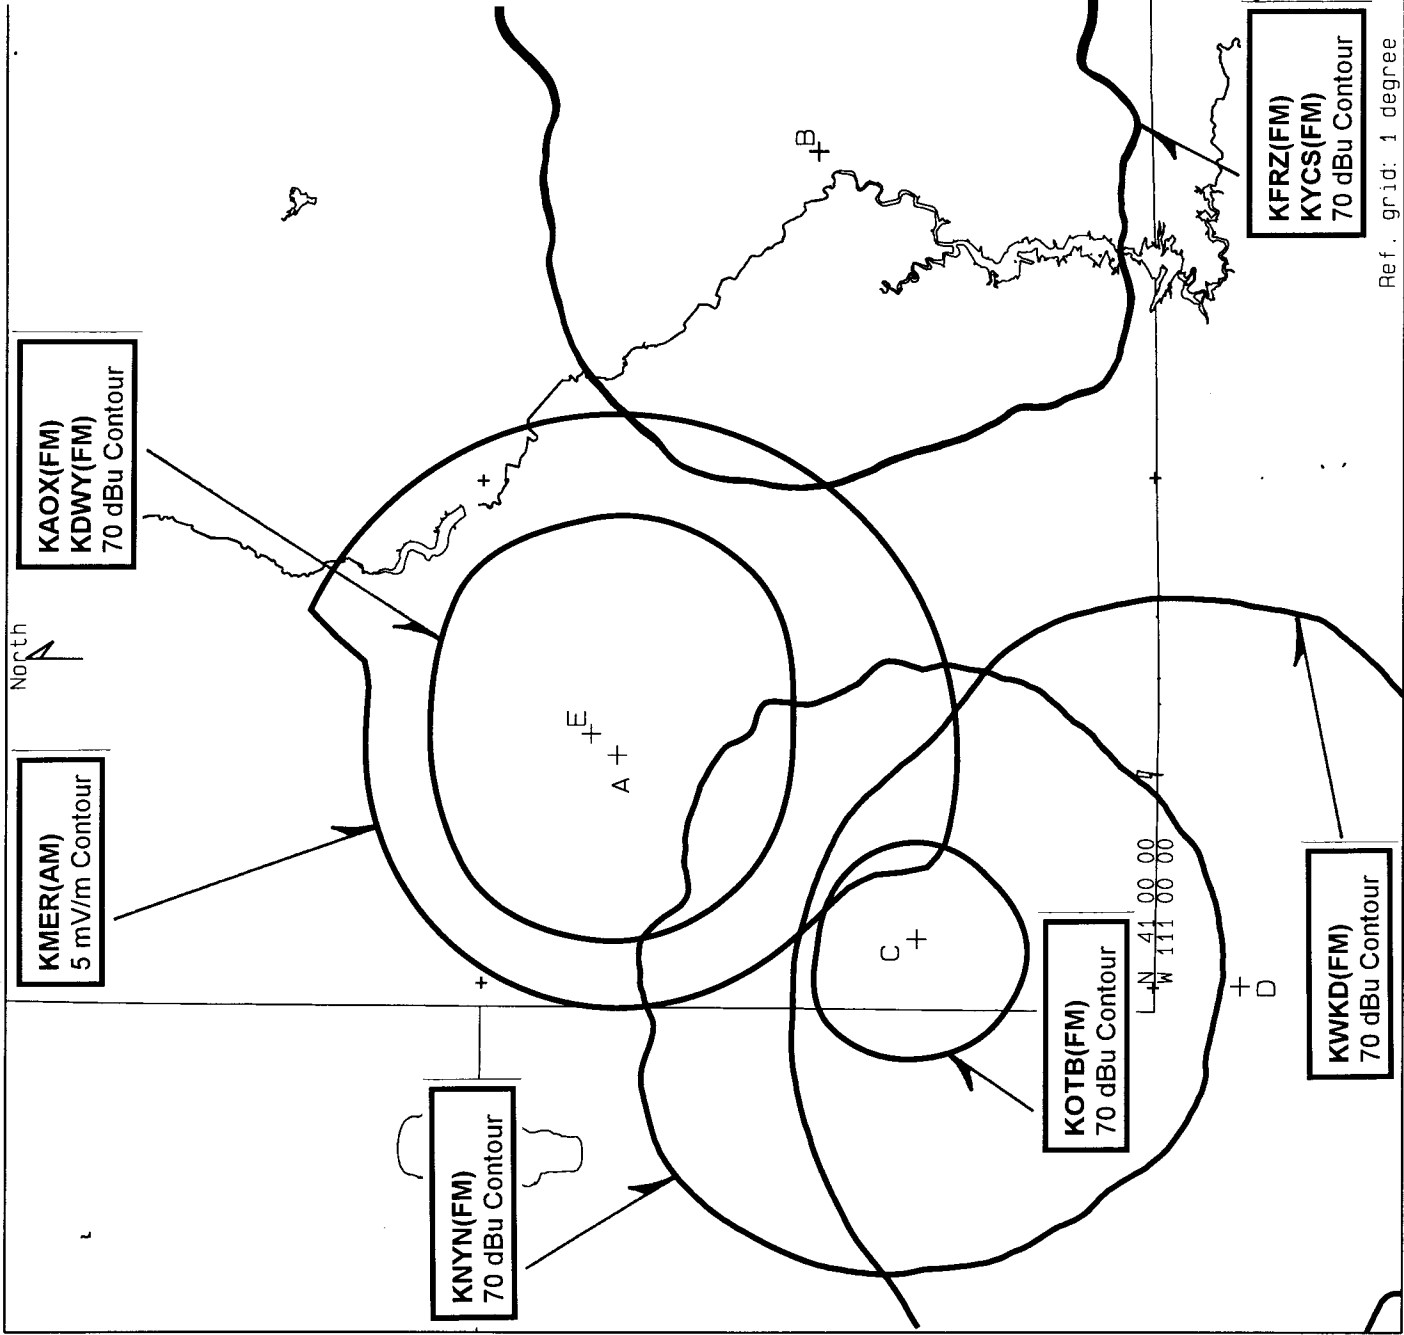 North
KMER(AM)
5 mV/m Contour
KAOX(FM)
KDWY(FM)
70 dBu Contour
KNYN(FM)
70 dBu Contour
E
A
B
C
D
KOTB(FM)
70 dBu Contour
N 41 00 00
W 111 00 00
KWKD(FM)
70 dBu Contour
KFRZ(FM)
KYCS(FM)
70 dBu Contour
Ref. grid: 1 degree